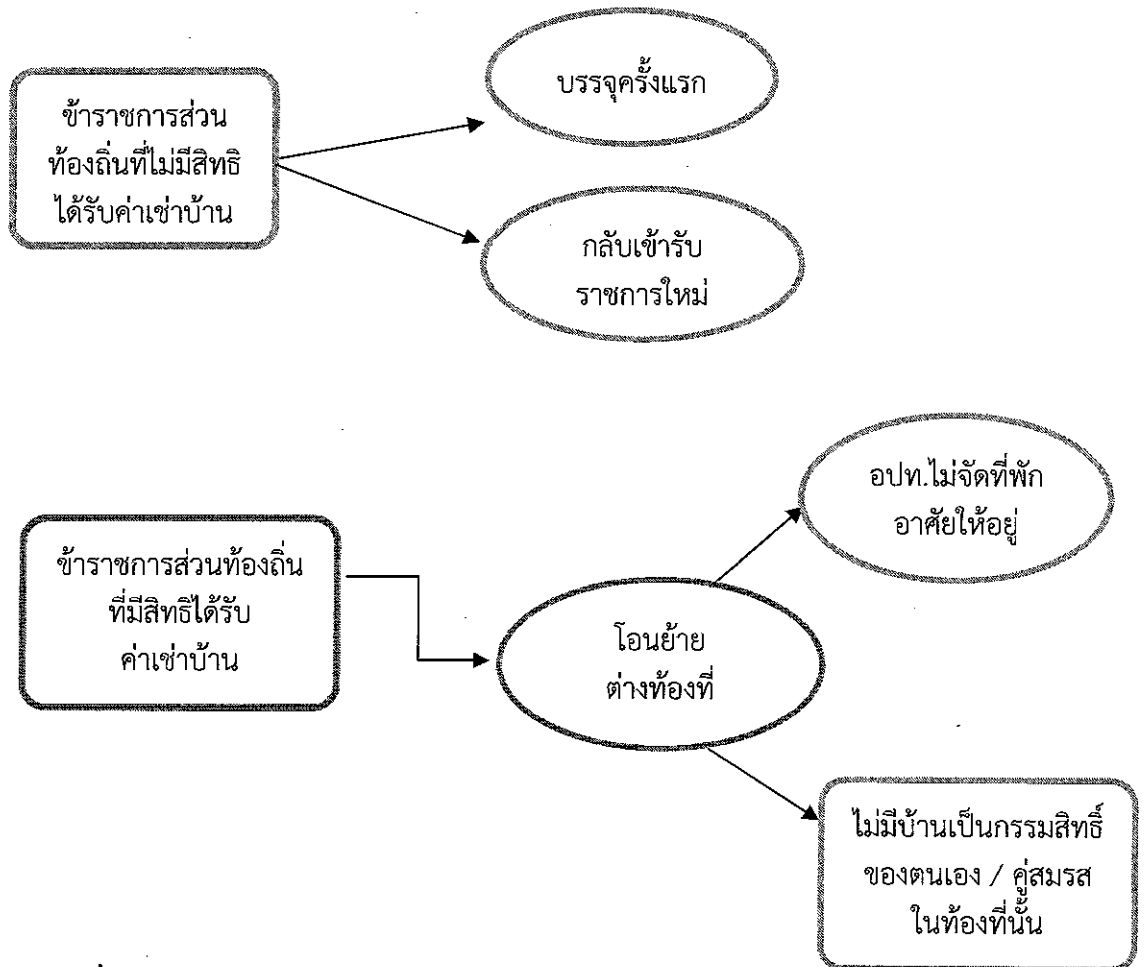 ข้าราชการส่วน
ท้องถิ่นที่ไม่มีสิทธิ
ได้รับค่าเช่าบ้าน
บรรจุครั้งแรก
กลับเข้ารับ
ราชการใหม่
ข้าราชการส่วนท้องถิ่น
ที่มีสิทธิได้รับ
ค่าเช่าบ้าน
โอนย้าย
ต่างท้องที่
อปท.ไม่จัดที่พัก
อาศัยให้อยู่
ไม่มีบ้านเป็นกรรมสิทธิ์
ของตนเอง / คู่สมรส
ในท้องที่นั้น